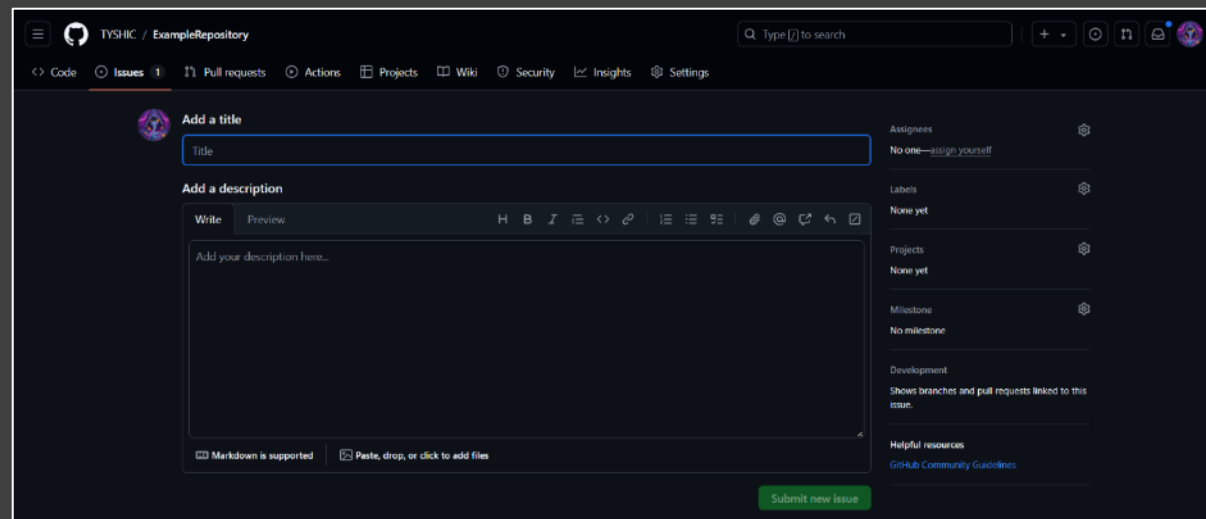 TYSHIC / ExampleRepository
Type / to search
Code Issues 1 Pull requests Actions Projects Wiki Security Insights Settings
Add a title
Title
Add a description
Write Preview
Add your description here...
Markdown is supported
Paste, drop, or click to add files
Submit new issue
Assignees
No one—assign yourself
Labels
None yet
Projects
None yet
Milestone
No milestone
Development
Shows branches and pull requests linked to this
issue.
Helpful resources
GitHub Community Guidelines